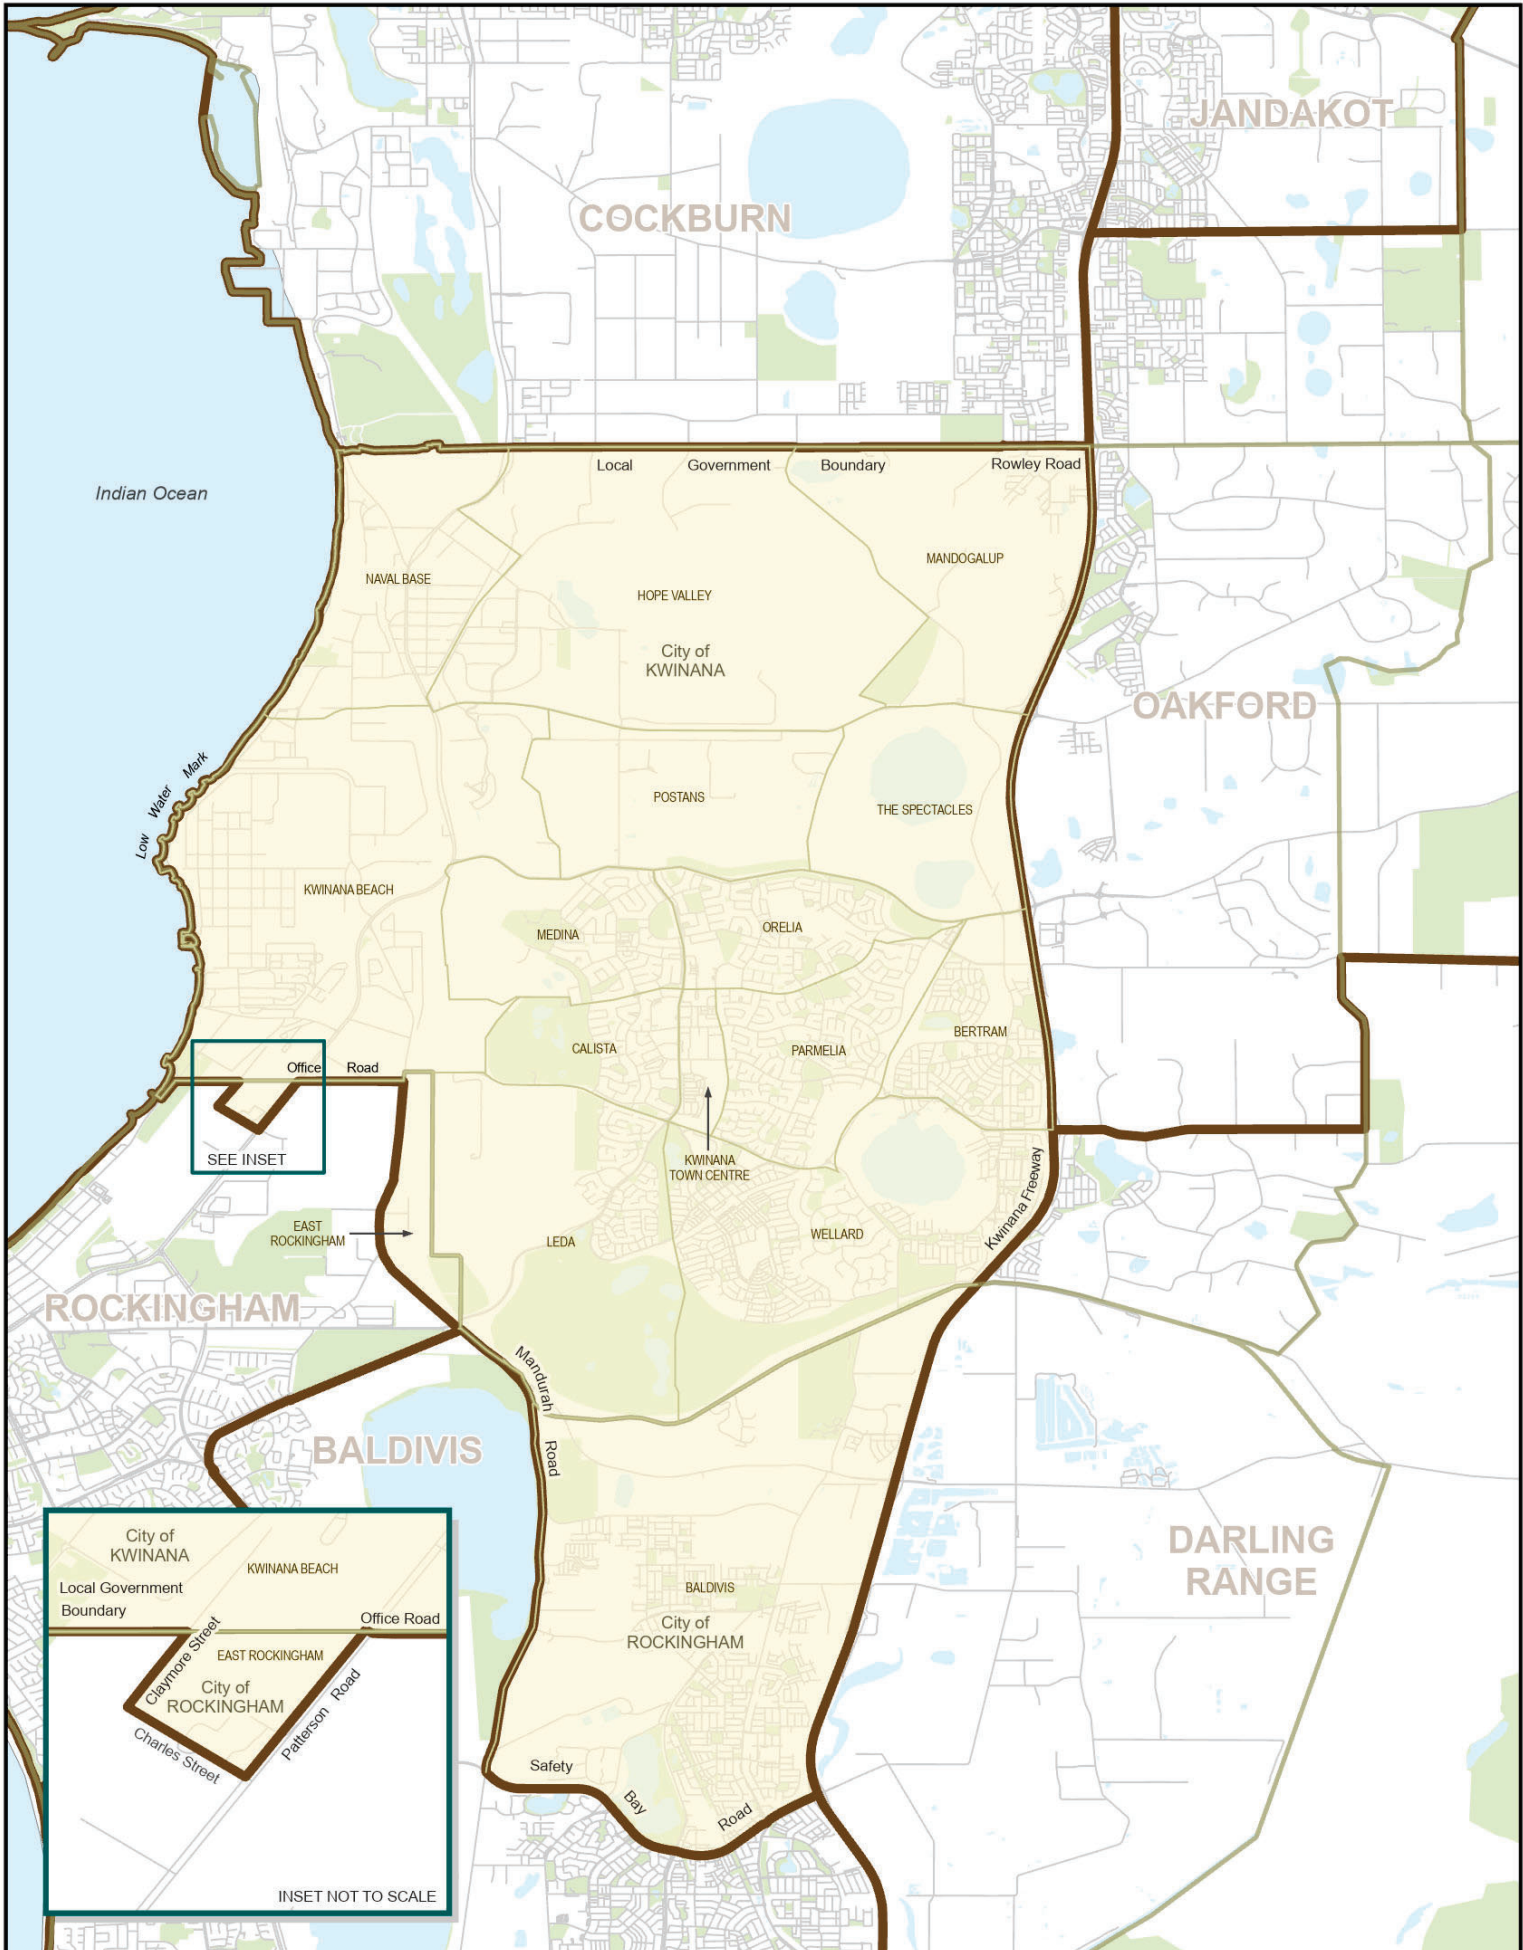 JANDAKOT
COCKBURN
Local Government Boundary Rowley Road
Indian Ocean
MANDOGALUP
NAVAL BASE
HOPE VALLEY
City of
KWINANA
OAKFORD
Low Water Mark
POSTANS
THE SPECTACLES
KWINANA BEACH
MEDINA
ORELIA
BERTRAM
CALISTA
PARMELIA
Office Road
SEE INSET
KWINANA
TOWN CENTRE
Kwinana Freeway
EAST
ROCKINGHAM
LEDA
WELLARD
ROCKINGHAM
Mandurah Road
BALDIVIS
DARLING
RANGE
BALDIVIS
City of
ROCKINGHAM
Safety Bay Road
City of
KWINANA
KWINANA BEACH
Local Government
Boundary
Office Road
Claymore Street
EAST ROCKINGHAM
City of
ROCKINGHAM
Patterson Road
Charles Street
INSET NOT TO SCALE